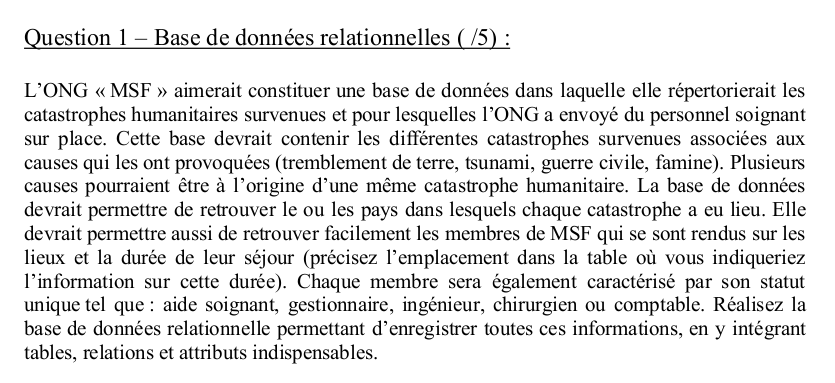 Question 1 – Base de données relationnelles ( /5) :
L’ONG « MSF » aimerait constituer une base de données dans laquelle elle répertorierait les
catastrophes humanitaires survenues et pour lesquelles l’ONG a envoyé du personnel soignant
sur place. Cette base devrait contenir les différentes catastrophes survenues associées aux
causes qui les ont provoquées (tremblement de terre, tsunami, guerre civile, famine). Plusieurs
causes pourraient être à l’origine d’une même catastrophe humanitaire. La base de données
devrait permettre de retrouver le ou les pays dans lesquels chaque catastrophe a eu lieu. Elle
devrait permettre aussi de retrouver facilement les membres de MSF qui se sont rendus sur les
lieux et la durée de leur séjour (précisez l’emplacement dans la table où vous indiqueriez
l’information sur cette durée). Chaque membre sera également caractérisé par son statut
unique tel que : aide soignant, gestionnaire, ingénieur, chirurgien ou comptable. Réalisez la
base de données relationnelle permettant d’enregistrer toutes ces informations, en y intégrant
tables, relations et attributs indispensables.